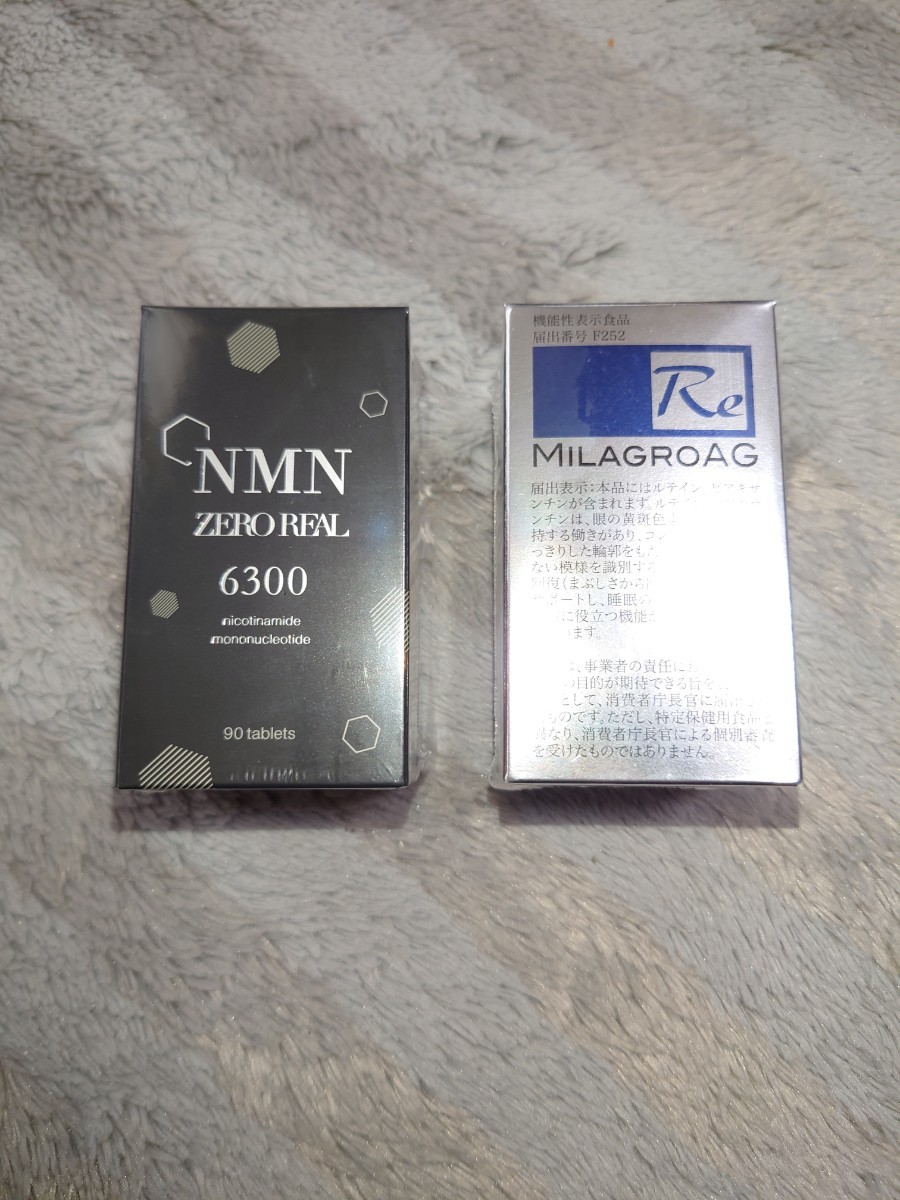 NMN
ZERO REAL
6300
nicotinamide
mononucleotide
90 tablets
機能性表示食品
届出番号 F252
Re
MILAGROAG
届出表示:本品にはルテイン
ンチンが含まれます。ル
ンチンは、眼の黄斑色
持する働きがあり、コン
っきりした輪郭をも
ない模様を識別す
回復(まぶしさから
ポートし、睡眠の
に役立つ機能
います。
、事業者の責任に
の目的が期待できる旨を
として、消費者庁長官に届出
ものです。ただし、特定保健用食品と
異なり、消費者庁長官による個別審査
を受けたものではありません。